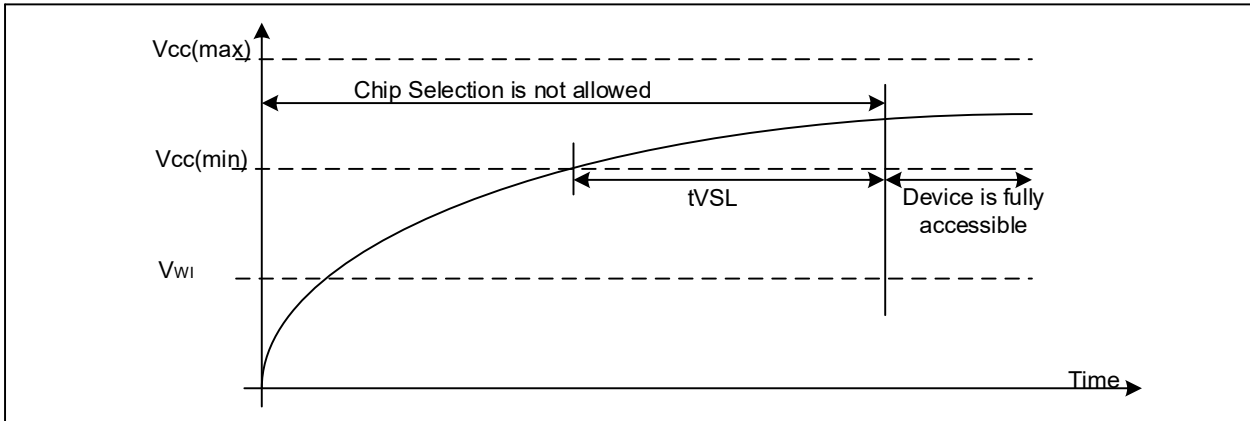 Vcc(max)
Chip Selection is not allowed
Vcc(min)
tVSL
Device is fully
accessible
VWI
Time